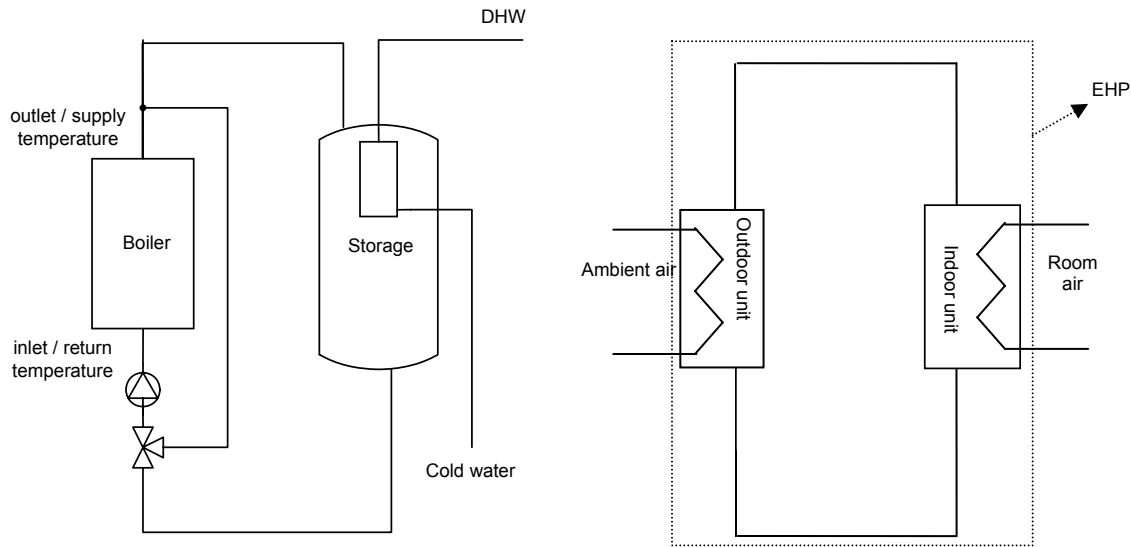 DHW
outlet / supply
temperature
Boiler
Storage
inlet / return
temperature
Cold water
EHP
Ambient air
Outdoor unit
Indoor unit
Room
air